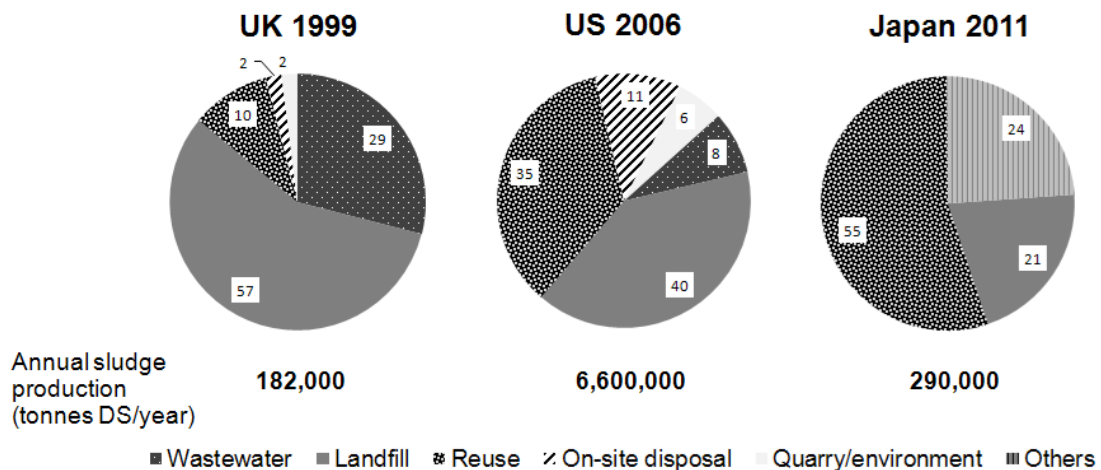 UK 1999
US 2006
Japan 2011
2
2
10
29
57
11
6
8
35
40
24
55
21
Annual sludge
production
(tonnes DS/year)
182,000
6,600,000
290,000
Wastewater
Landfill
Reuse
On-site disposal
Quarry/environment
Others